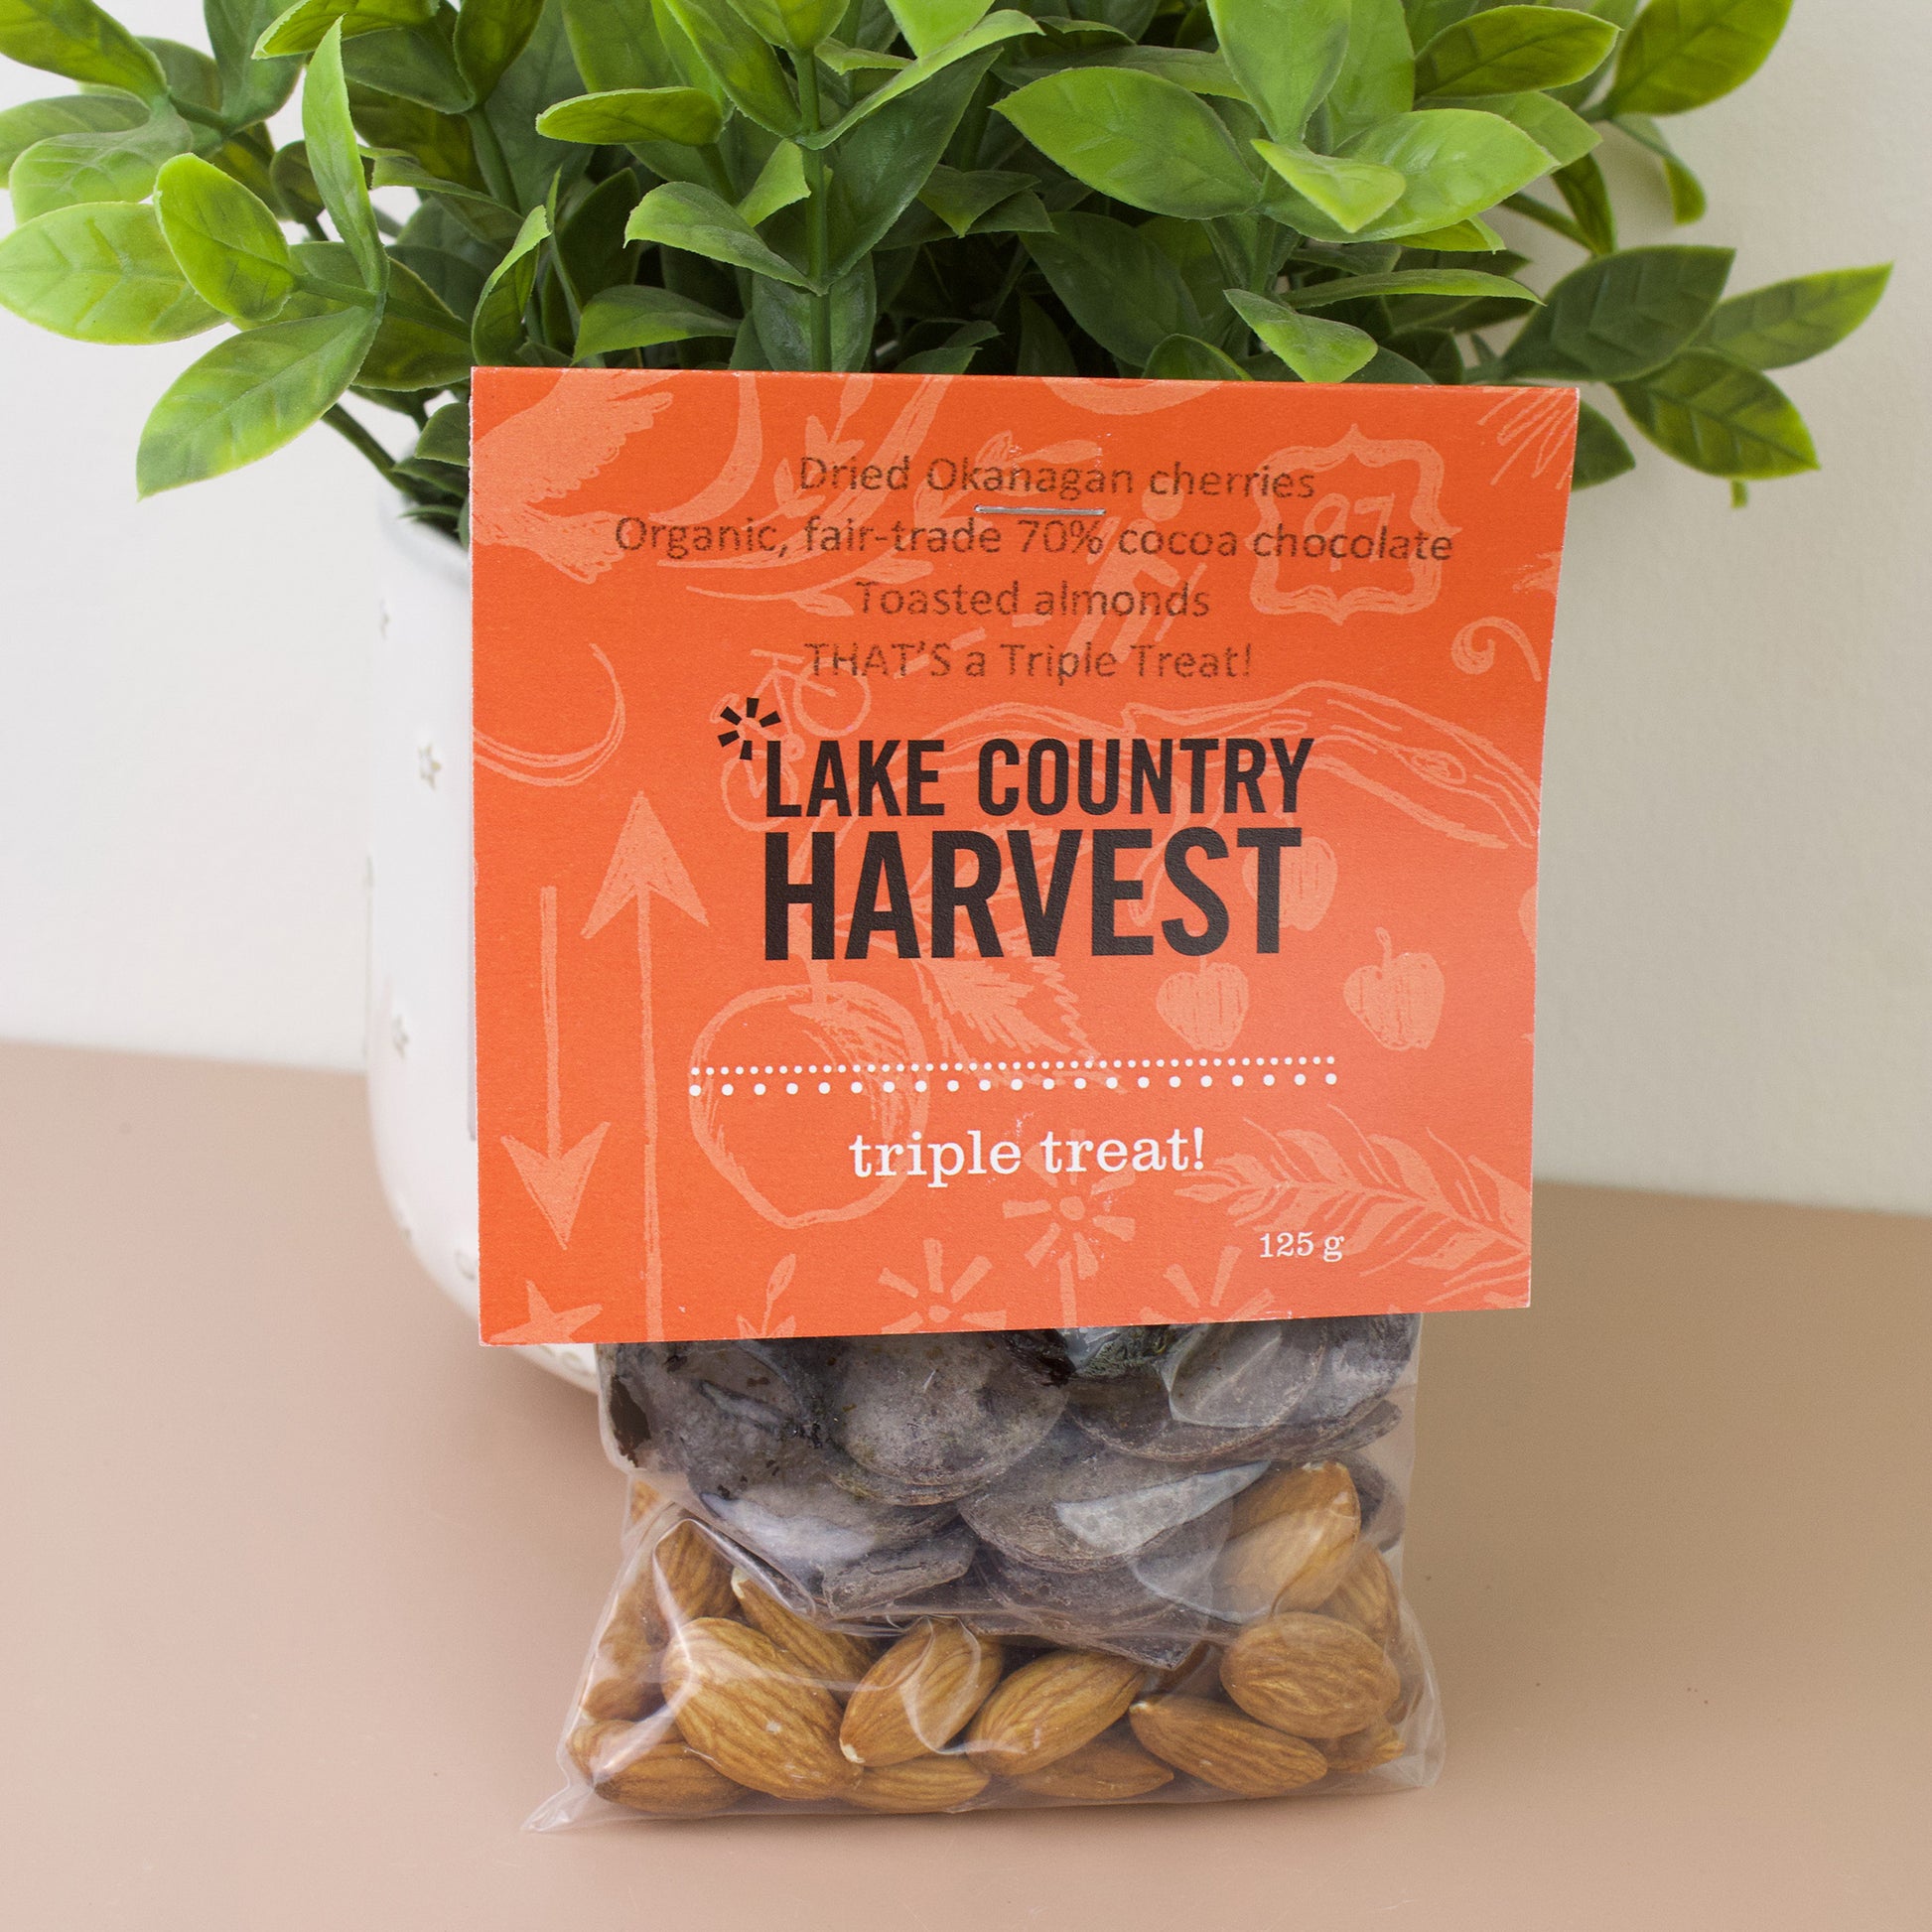 Dried Okanagan cherries
Organic, fair-trade 70% cocoa chocolate
97
Toasted almonds
THAT'S a Triple Treat!
LAKE COUNTRY
HARVEST
triple treat!
125 g